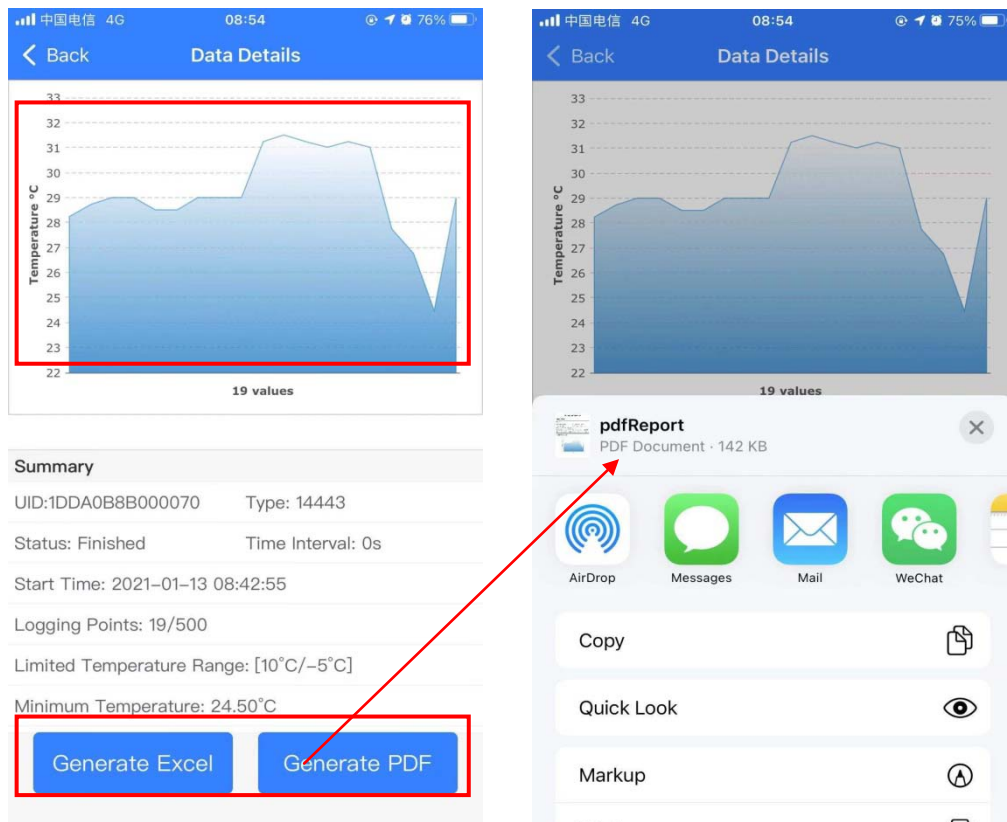 中国电信 4G 08:54 76%
Back Data Details
33
32
31
30
29
28
27
26
25
24
23
22
Temperature °C
19 values
Summary
UID:1DDA0B8B000070 Type: 14443
Status: Finished Time Interval: 0s
Start Time: 2021-01-13 08:42:55
Logging Points: 19/500
Limited Temperature Range: [10°C/-5°C]
Minimum Temperature: 24.50°C
Generate Excel Generate PDF
中国电信 4G 08:54 75%
Back Data Details
33
32
31
30
29
28
27
26
25
24
23
22
Temperature °C
19 values
pdfReport
PDF Document · 142 KB
AirDrop Messages Mail WeChat
Copy
Quick Look
Markup